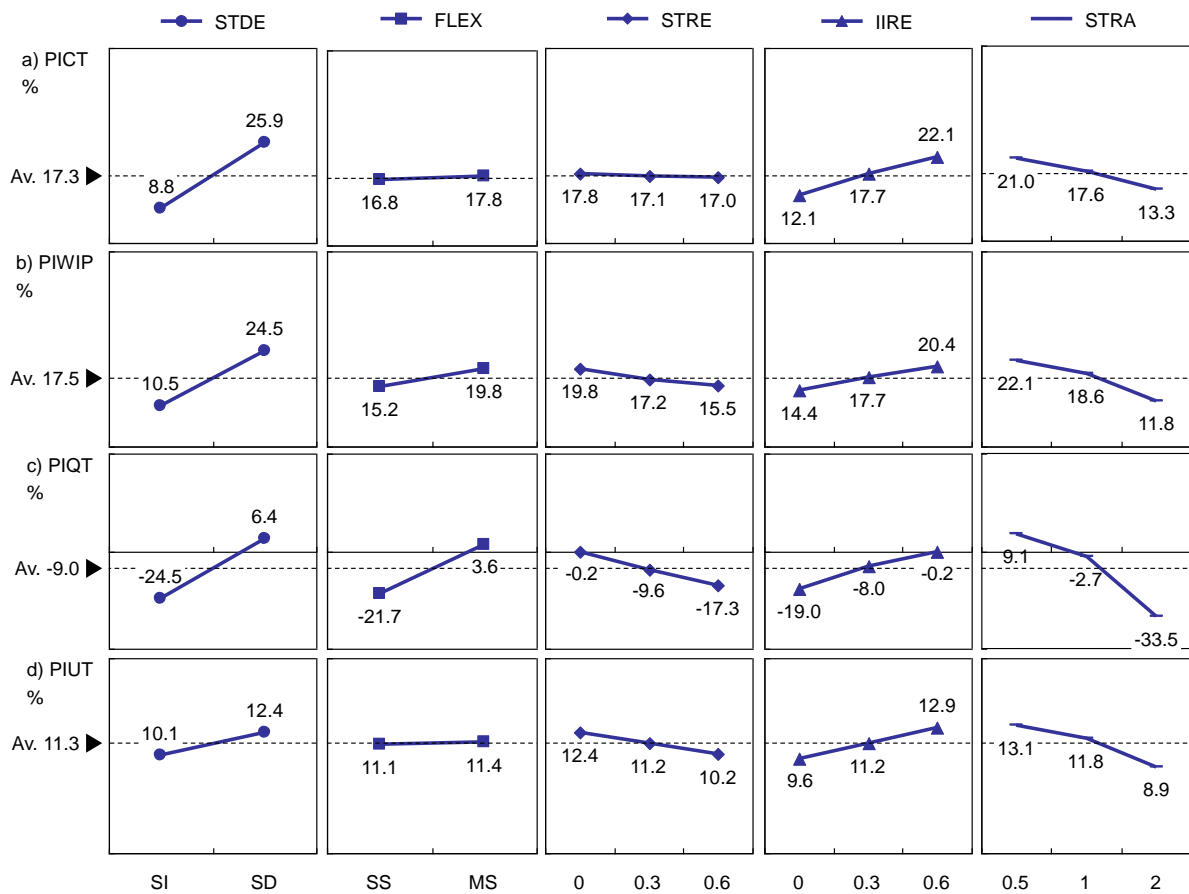 STDE FLEX STRE IIRE STRA
a) PICT
%
25.9
22.1
Av. 17.3
8.8
16.8 17.8 17.8 17.1 17.0 12.1 17.7 21.0 17.6 13.3
b) PIWIP
%
24.5
20.4
Av. 17.5
10.5
15.2 19.8 19.8 17.2 15.5 14.4 17.7 22.1 18.6 11.8
c) PIQT
%
6.4
Av. -9.0
-24.5
-21.7 3.6 -0.2 -9.6 -17.3 -19.0 -8.0 -0.2 9.1 -2.7 -33.5
d) PIUT
%
10.1 12.4 12.9
Av. 11.3
11.1 11.4 12.4 11.2 10.2 9.6 11.2 13.1 11.8 8.9
SI SD SS MS 0 0.3 0.6 0 0.3 0.6 0.5 1 2